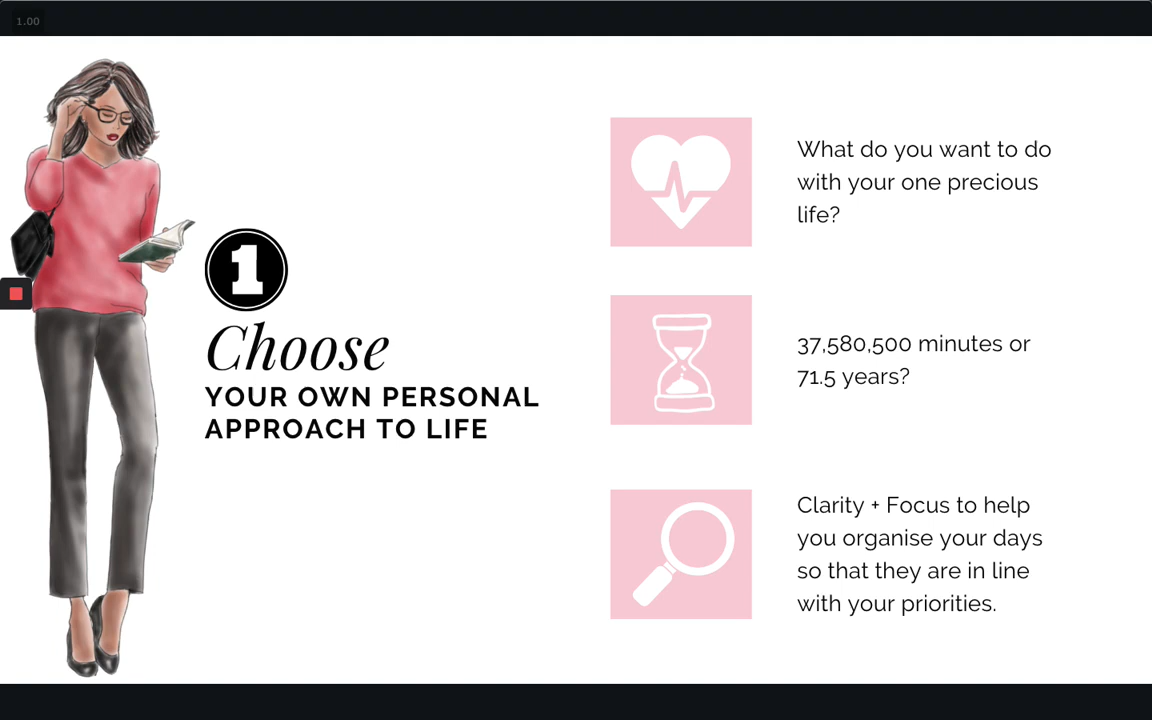 1.00
1
Choose
YOUR OWN PERSONAL
APPROACH TO LIFE
What do you want to do
with your one precious
life?
37,580,500 minutes or
71.5 years?
Clarity + Focus to help
you organise your days
so that they are in line
with your priorities.